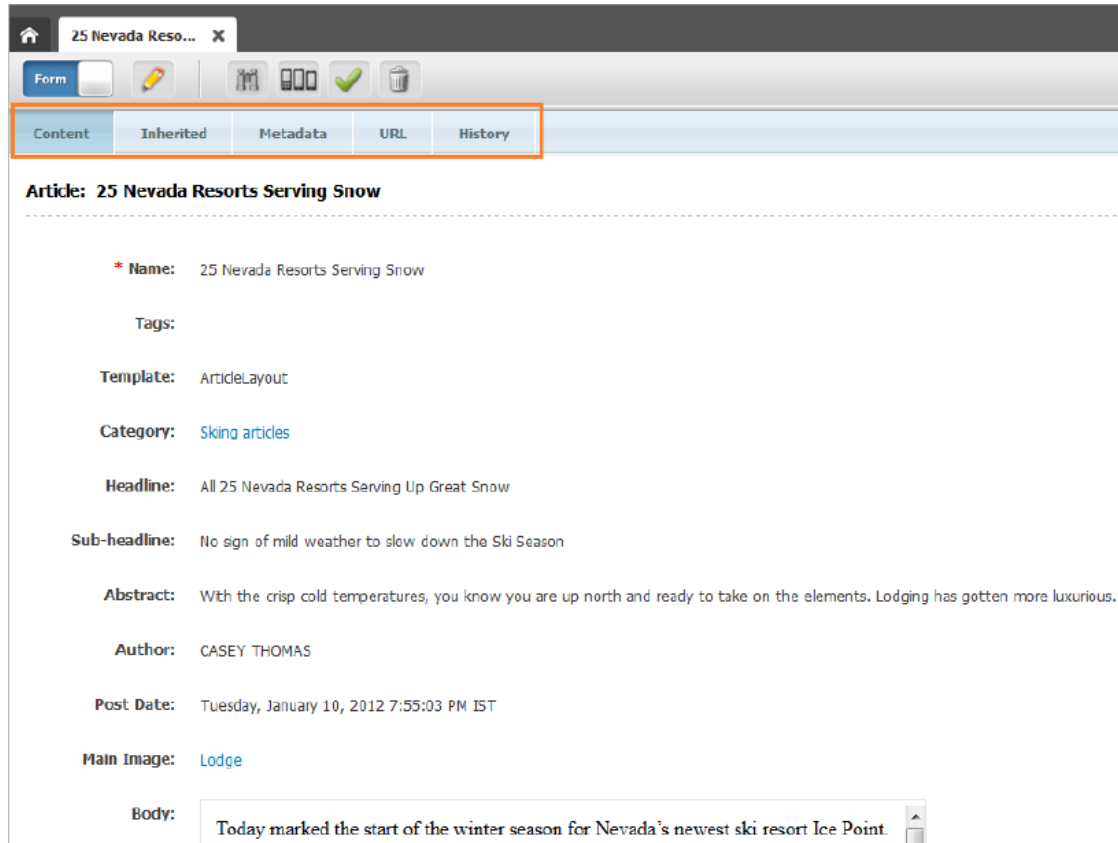 25 Nevada Reso...
Form
Content Inherited Metadata URL History
Article: 25 Nevada Resorts Serving Snow
* Name: 25 Nevada Resorts Serving Snow
Tags:
Template: ArticleLayout
Category: Skiing articles
Headline: All 25 Nevada Resorts Serving Up Great Snow
Sub-headline: No sign of mild weather to slow down the Ski Season
Abstract: With the crisp cold temperatures, you know you are up north and ready to take on the elements. Lodging has gotten more luxurious.
Author: CASEY THOMAS
Post Date: Tuesday, January 10, 2012 7:55:03 PM IST
Main Image: Lodge
Body: Today marked the start of the winter season for Nevada's newest ski resort Ice Point.